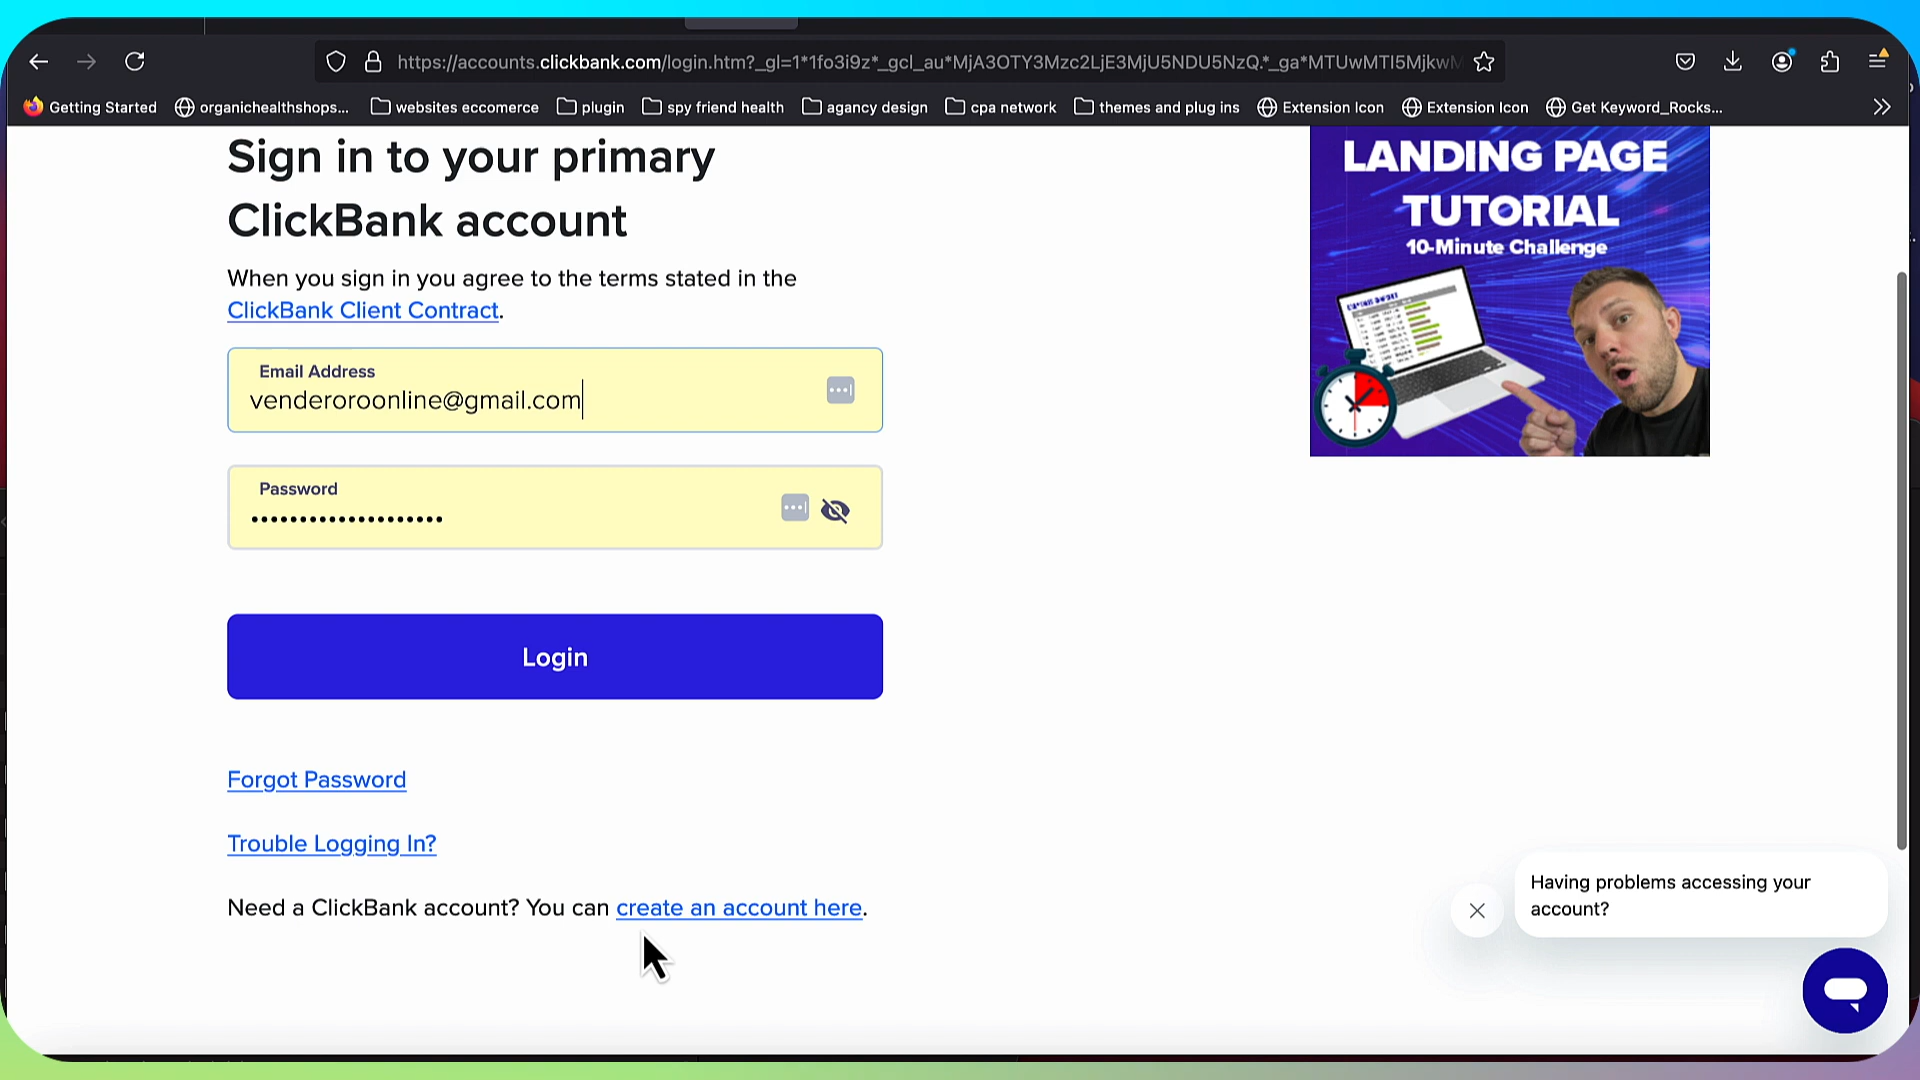 https://accounts.clickbank.com/login.htm?_gl=1*1fo3i9z*_gcl_au*MjA3OTY3Mzc2LjE3MjU5NDU5NzQ.*_ga*MTUwMTI5MjkwM
Getting Started organichealthshops... websites eccomerce plugin spy friend health agancy design cpa network themes and plug ins Extension Icon Extension Icon Get Keyword_Rocks...
Sign in to your primary
ClickBank account
When you sign in you agree to the terms stated in the
ClickBank Client Contract.
Email Address
venderoroonline@gmail.com
Password
Login
Forgot Password
Trouble Logging In?
Need a ClickBank account? You can create an account here.
LANDING PAGE
TUTORIAL
10-Minute Challenge
Having problems accessing your
account?